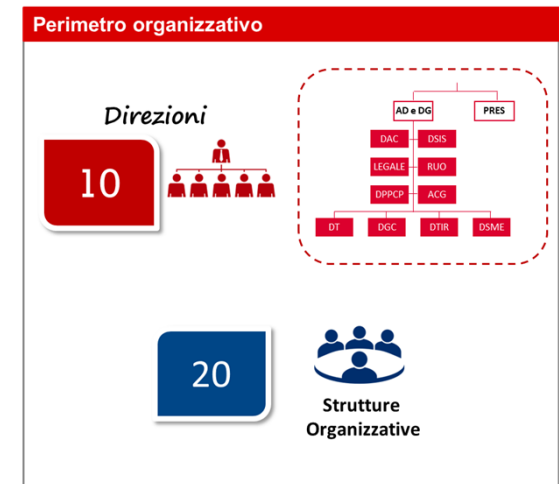 Perimetro organizzativo
Direzioni
10
AD e DG
PRES
DAC
DSIS
LEGALE
RUO
DPPCP
ACG
DT
DGC
DTIR
DSME
20
Strutture
Organizzative